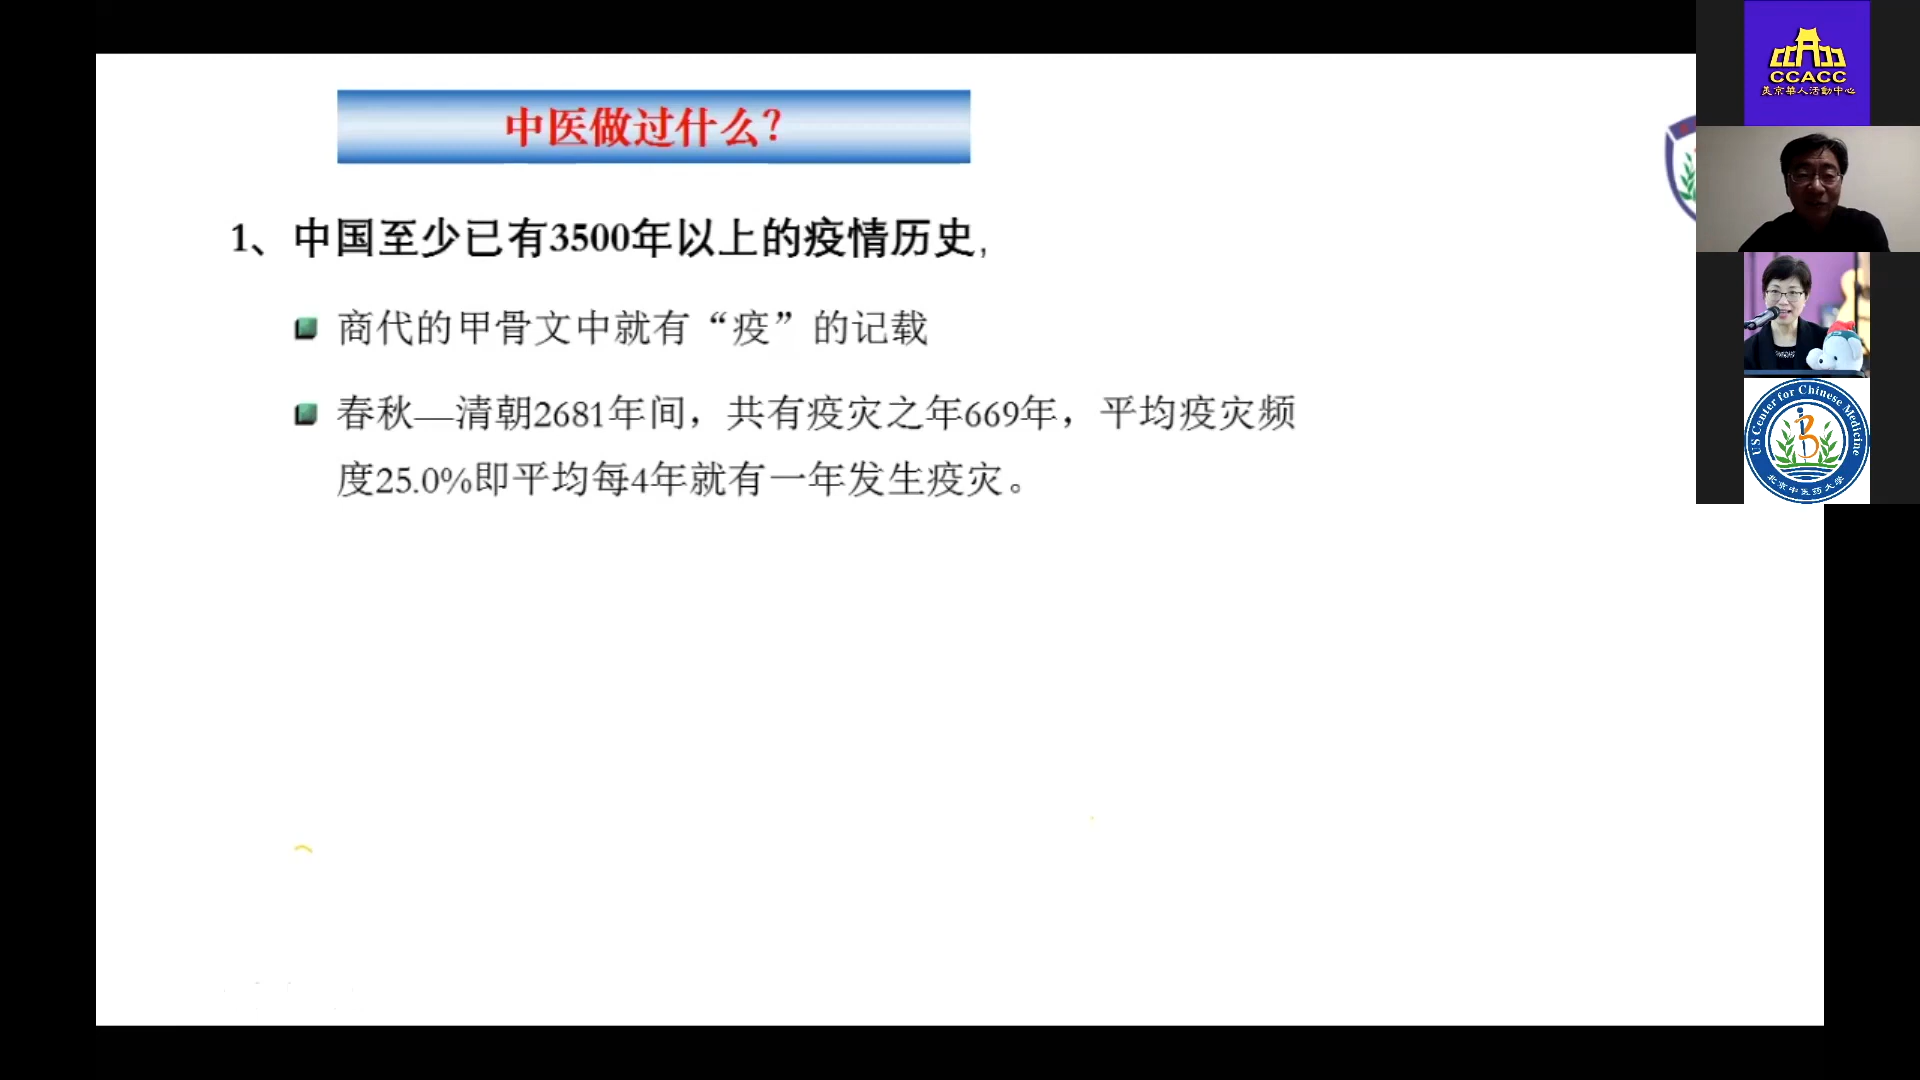 中医做过什么?
1、中国至少已有3500年以上的疫情历史,
商代的甲骨文中就有“疫”的记载
春秋—清朝2681年间，共有疫灾之年669年，平均疫灾频
度25.0%即平均每4年就有一年发生疫灾。
CCACC
美京華人活動中心
US Center for Chinese Medicine
北京中医药大学